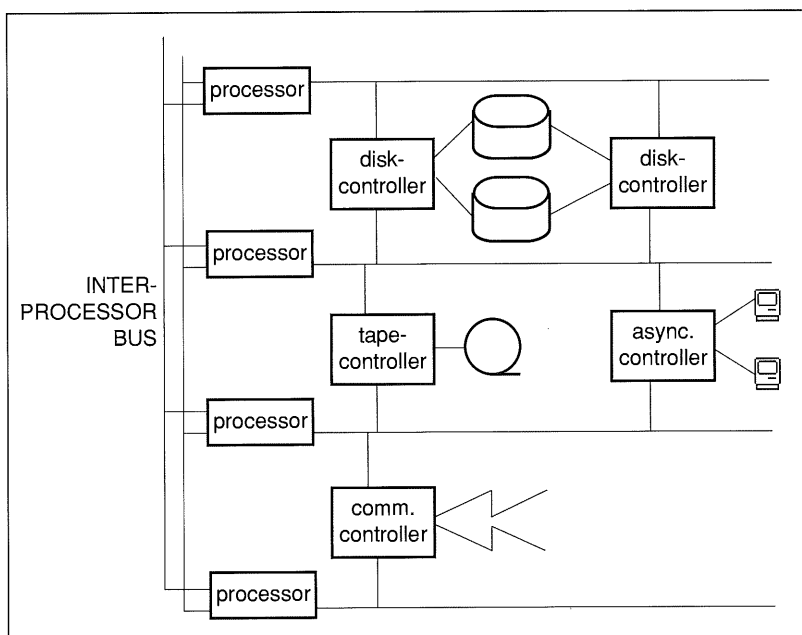 processor
disk-
controller
disk-
controller
processor
INTER-
PROCESSOR
BUS
tape-
controller
async.
controller
processor
comm.
controller
processor